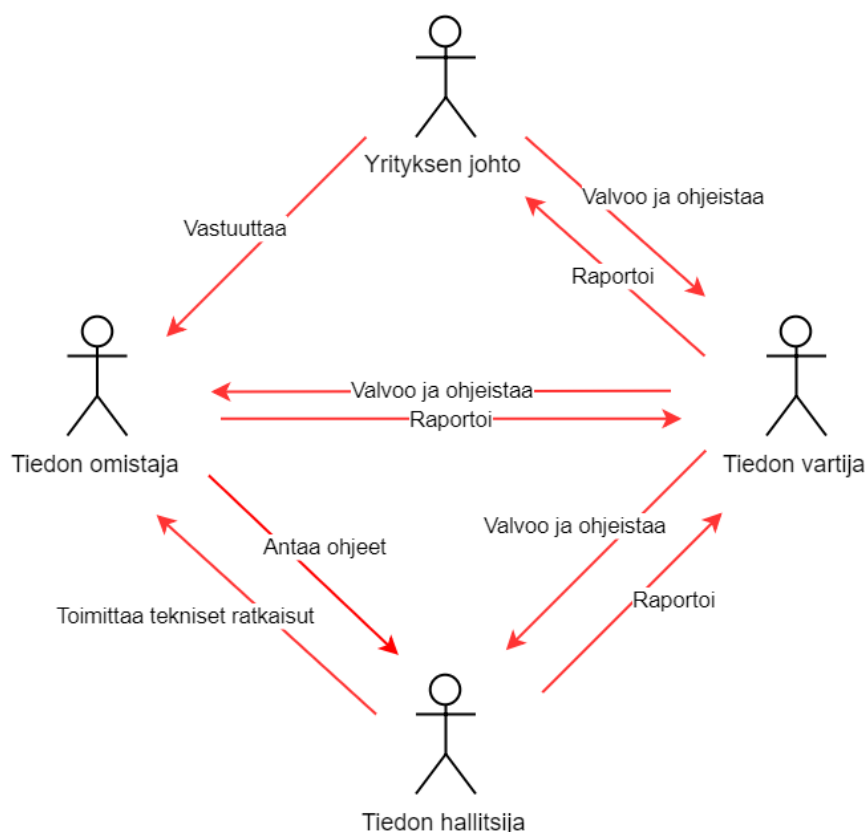 Yrityksen johto
Valvoo ja ohjeistaa
Vastuuttaa
Raportoi
Valvoo ja ohjeistaa
Raportoi
Tiedon omistaja
Tiedon vartija
Valvoo ja ohjeistaa
Antaa ohjeet
Raportoi
Toimittaa tekniset ratkaisut
Tiedon hallitsija